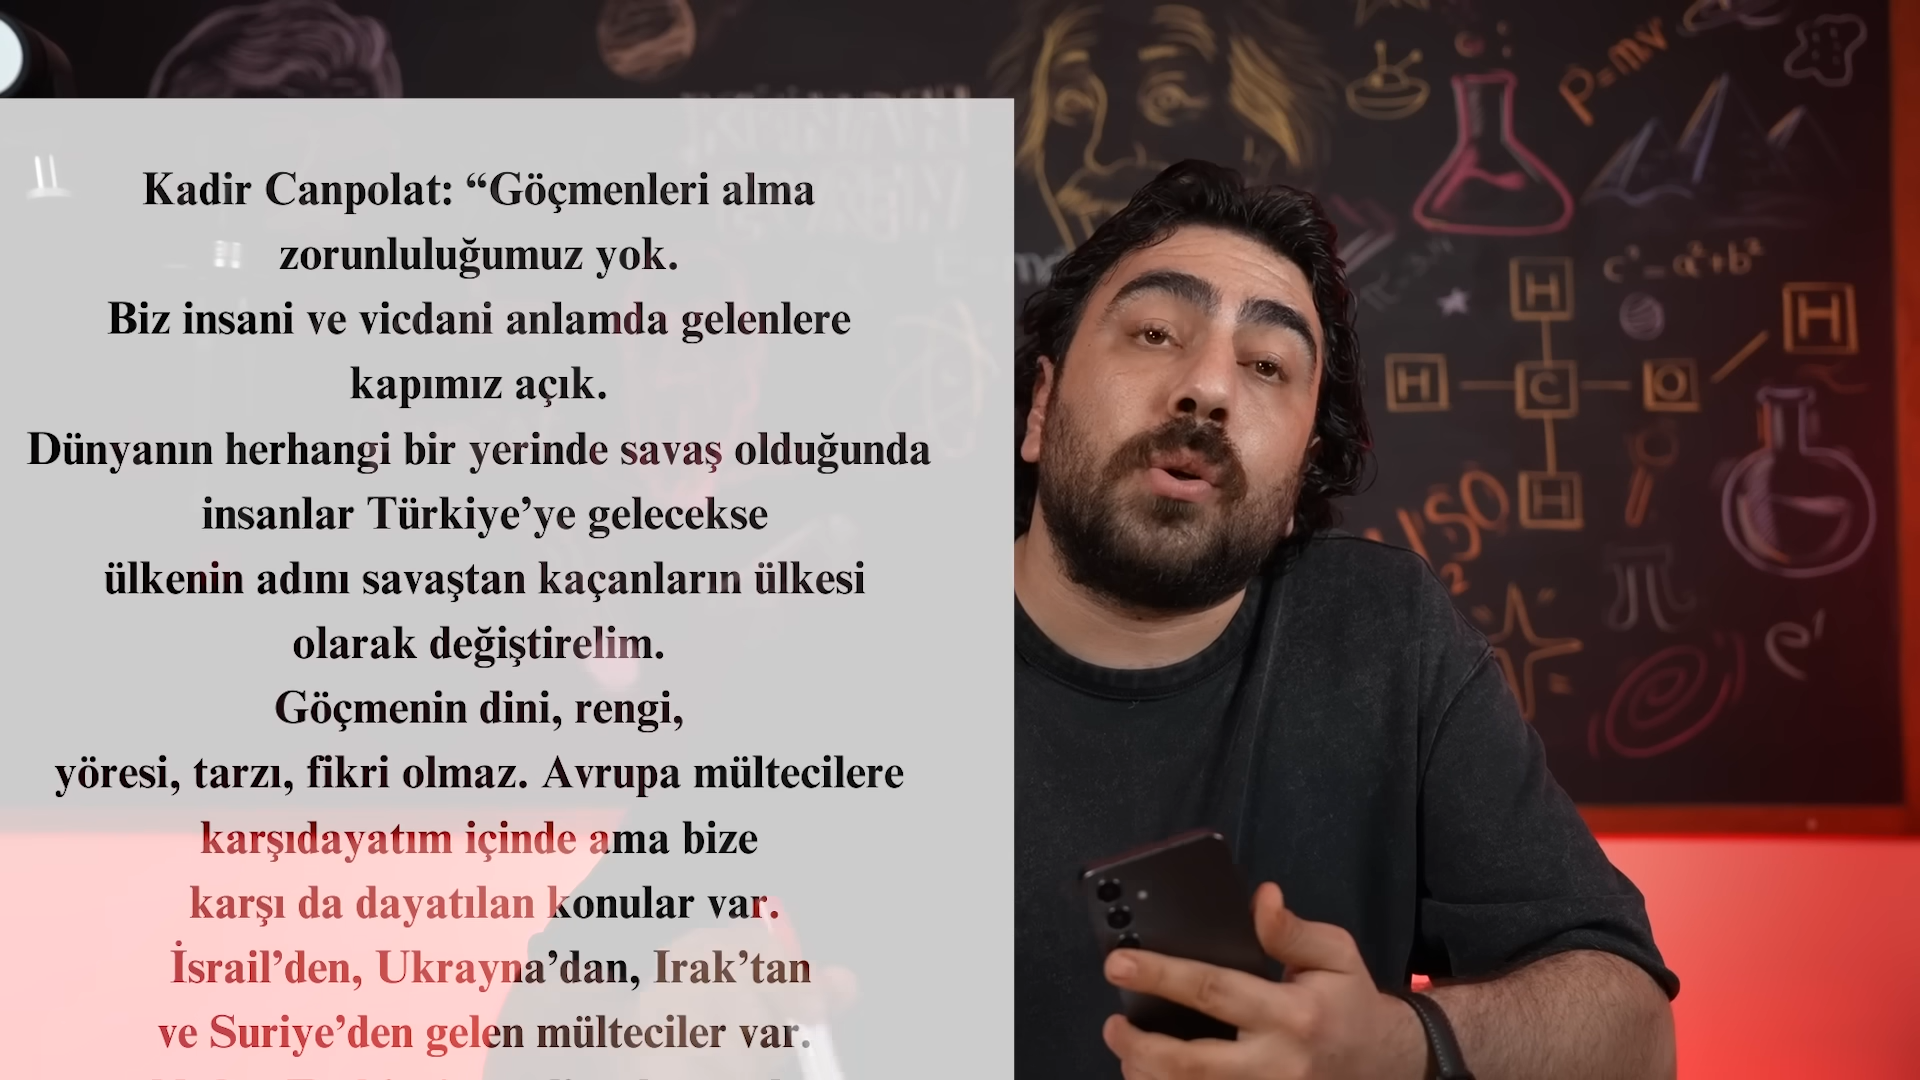 Kadir Canpolat: “Göçmenleri alma
zorunluluğumuz yok.
Biz insani ve vicdani anlamda gelenlere
kapımız açık.
Dünyanın herhangi bir yerinde savaş olduğunda
insanlar Türkiye’ye gelecekse
ülkenin adını savaştan kaçanların ülkesi
olarak değiştirelim.
Göçmenin dini, rengi,
yöresi, tarzı, fikri olmaz. Avrupa mültecilere
karşıdayatım içinde ama bize
karşı da dayatılan konular var.
İsrail’den, Ukrayna’dan, Irak’tan
ve Suriye’den gelen mülteciler var.
P=mv
H
H
H C O
H